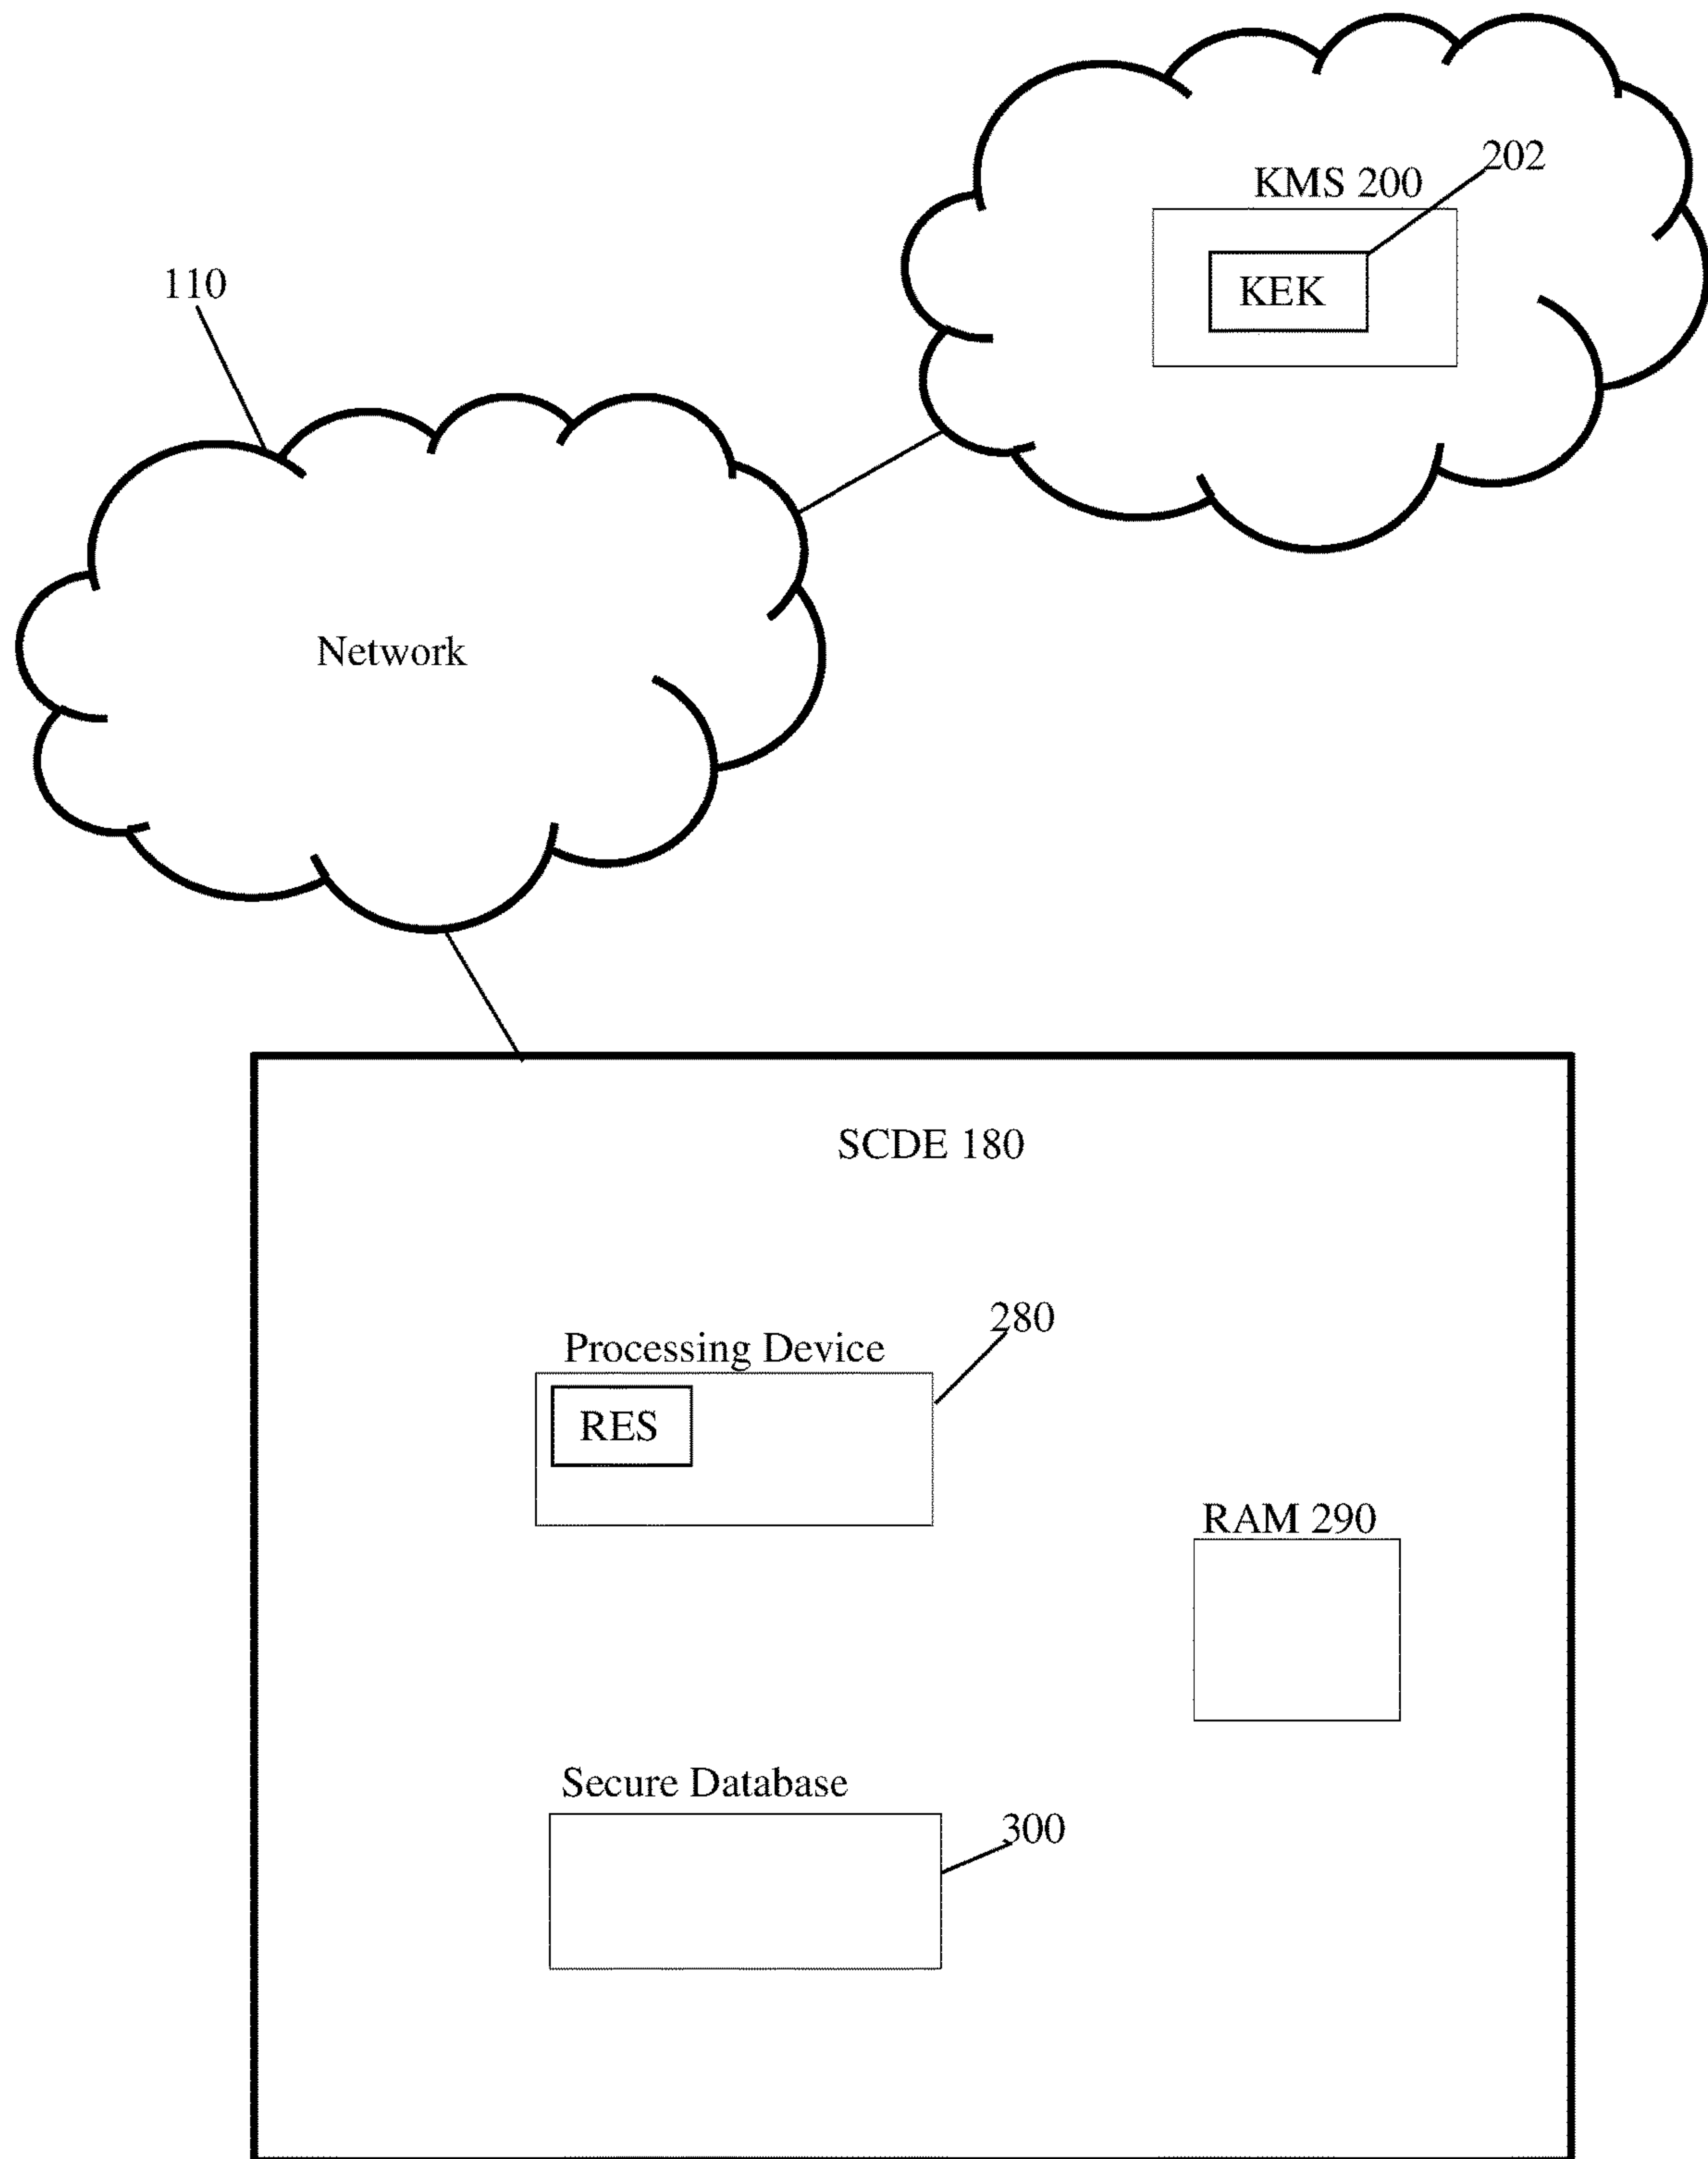 202
KMS 200
KEK
110
Network
SCDE 180
280
Processing Device
RES
RAM 290
Secure Database
300